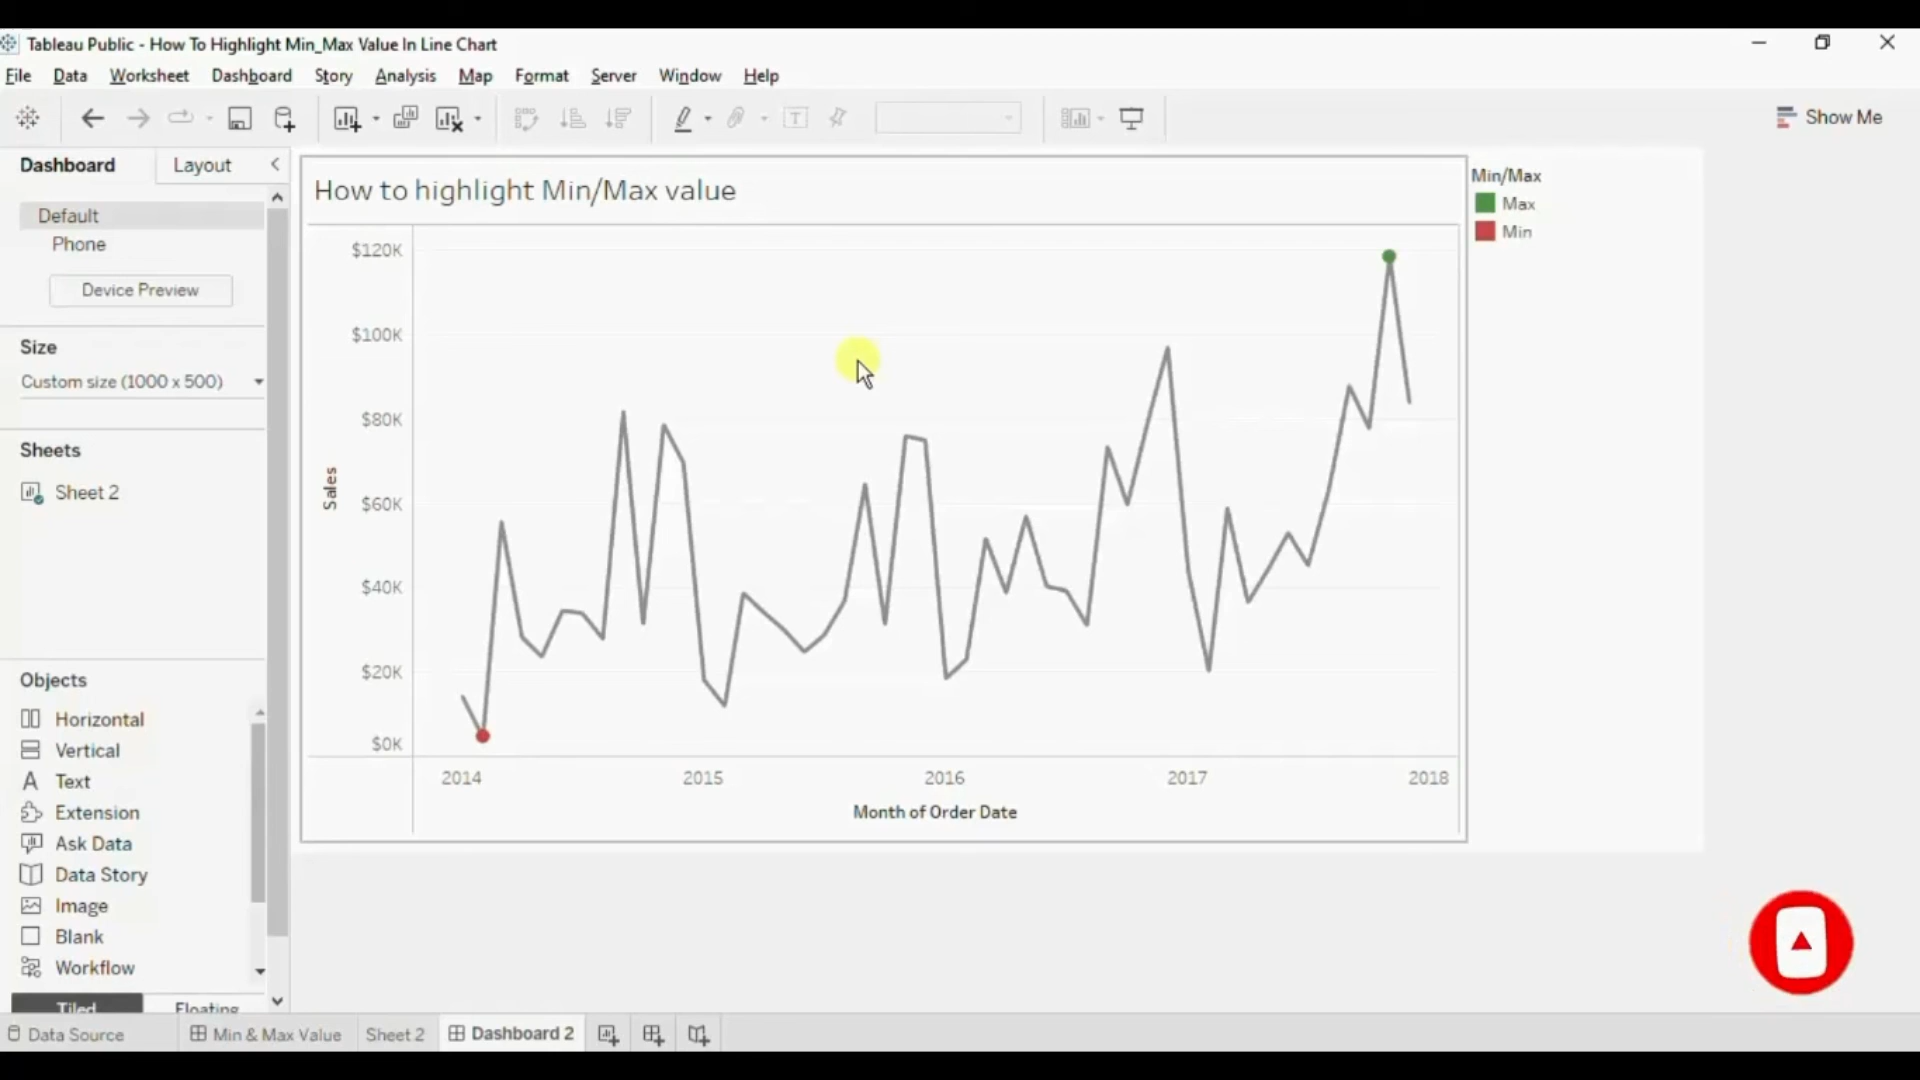 Tableau Public - How To Highlight Min_Max Value In Line Chart
File Data Worksheet Dashboard Story Analysis Map Format Server Window Help
Show Me
Dashboard Layout
Default
Phone
Device Preview
Size
Custom size (1000 x 500)
Sheets
Sheet 2
Objects
Horizontal
Vertical
Text
Extension
Ask Data
Data Story
Image
Blank
Workflow
Tiled Floating
How to highlight Min/Max value
$120K
$100K
$80K
$60K
$40K
$20K
$0K
Sales
2014 2015 2016 2017 2018
Month of Order Date
Min/Max
Max
Min
Data Source Min & Max Value Sheet 2 Dashboard 2